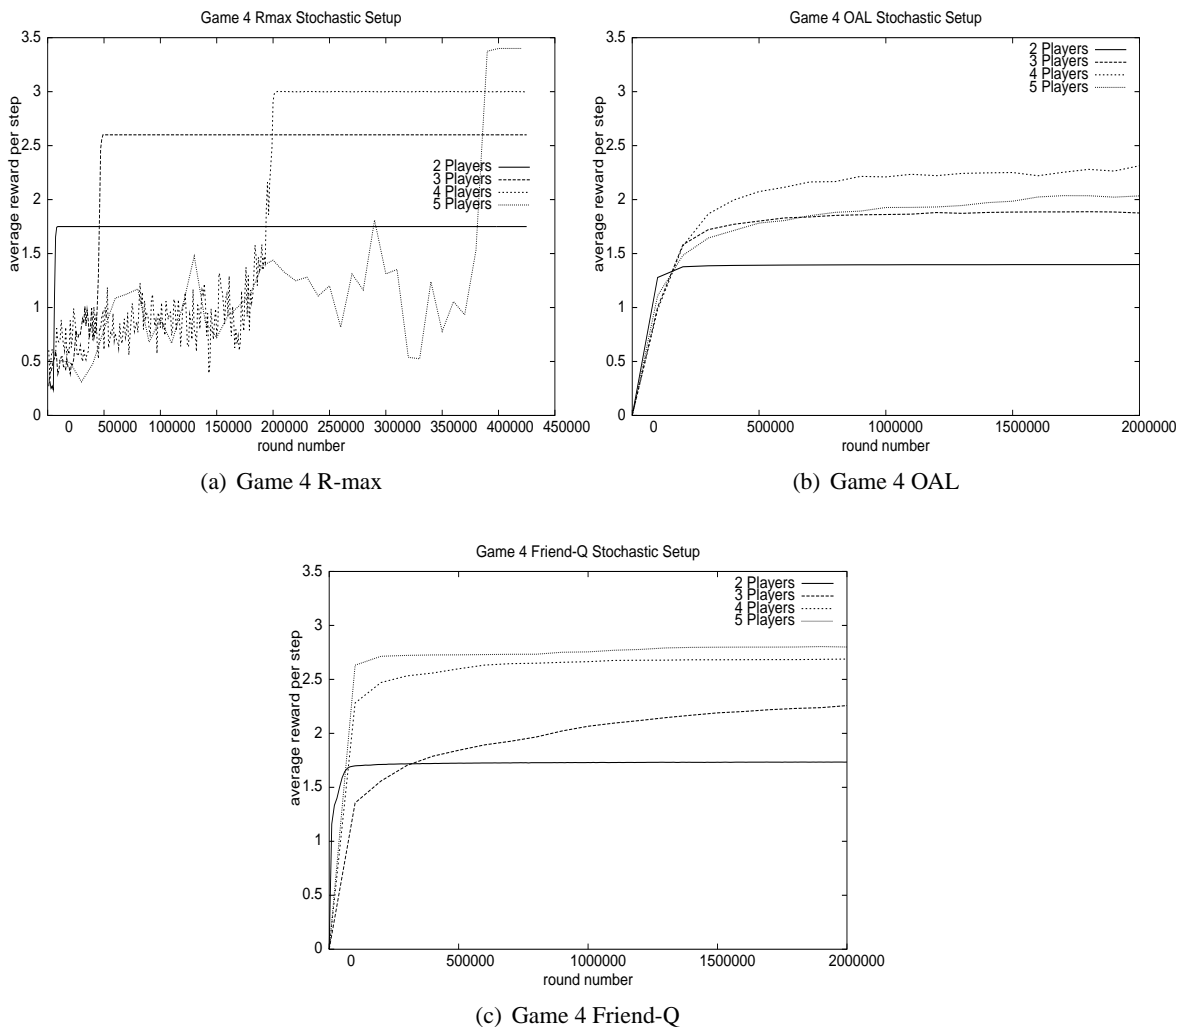 Game 4 Rmax Stochastic Setup
3.5
3
2.5
2
1.5
1
0.5
0
average reward per step
2 Players
3 Players
4 Players
5 Players
0 50000 100000 150000 200000 250000 300000 350000 400000 450000
round number
(a) Game 4 R-max
Game 4 OAL Stochastic Setup
3.5
3
2.5
2
1.5
1
0.5
0
average reward per step
2 Players
3 Players
4 Players
5 Players
0 500000 1000000 1500000 2000000
round number
(b) Game 4 OAL
Game 4 Friend-Q Stochastic Setup
3.5
3
2.5
2
1.5
1
0.5
0
average reward per step
2 Players
3 Players
4 Players
5 Players
0 500000 1000000 1500000 2000000
round number
(c) Game 4 Friend-Q